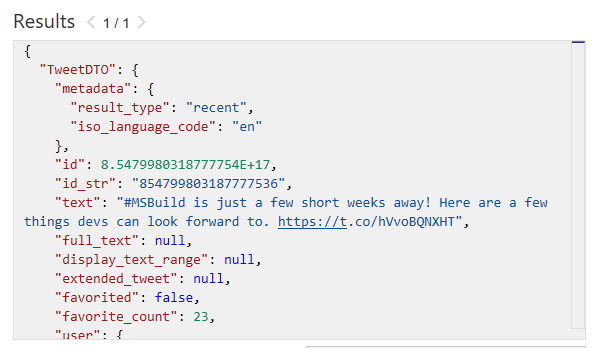 Results < 1 / 1 >
{
"TweetDTO": {
"metadata": {
"result_type": "recent",
"iso_language_code": "en"
},
"id": 8.5479980318777754E+17,
"id_str": "854799803187777536",
"text": "#MSBuild is just a few short weeks away! Here are a few
things devs can look forward to. https://t.co/hVvoBQNXHT",
"full_text": null,
"display_text_range": null,
"extended_tweet": null,
"favorited": false,
"favorite_count": 23,
"user": {